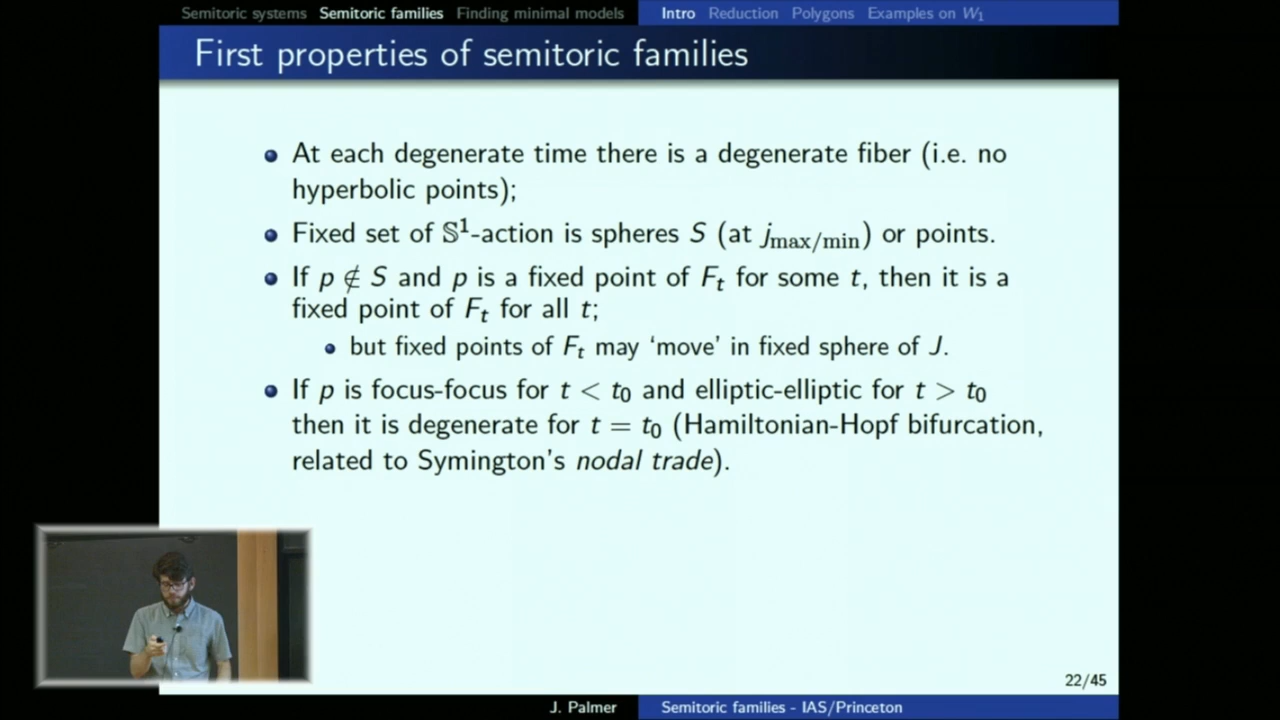 Semitoric systems Semitoric families Finding minimal models Intro Reduction Polygons Examples on W₁
First properties of semitoric families
At each degenerate time there is a degenerate fiber (i.e. no
hyperbolic points);
Fixed set of 𝕊¹-action is spheres S (at j_max/min) or points.
If p ∉ S and p is a fixed point of F_t for some t, then it is a
fixed point of F_t for all t;
but fixed points of F_t may ‘move’ in fixed sphere of J.
If p is focus-focus for t < t₀ and elliptic-elliptic for t > t₀
then it is degenerate for t = t₀ (Hamiltonian-Hopf bifurcation,
related to Symington's nodal trade).
22/45
J. Palmer Semitoric families - IAS/Princeton